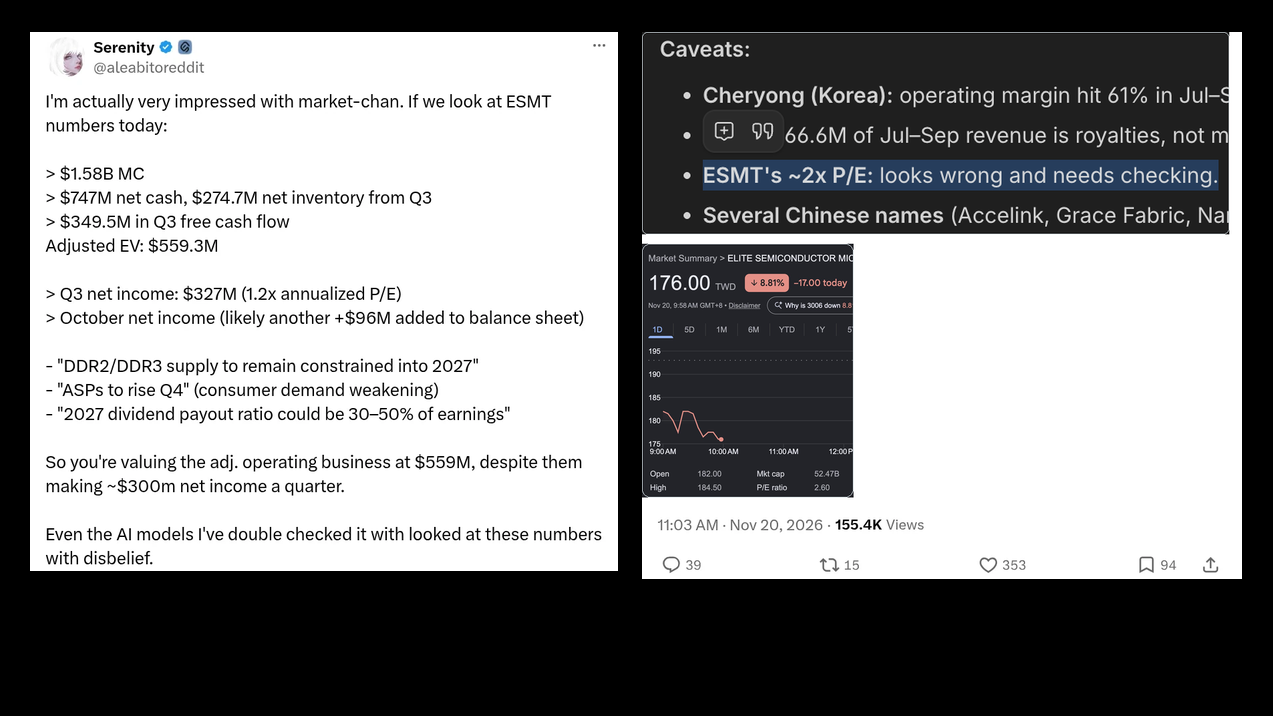 Serenity
@aleabitoreddit
I'm actually very impressed with market-chan. If we look at ESMT
numbers today:
> $1.58B MC
> $747M net cash, $274.7M net inventory from Q3
> $349.5M in Q3 free cash flow
Adjusted EV: $559.3M
> Q3 net income: $327M (1.2x annualized P/E)
> October net income (likely another +$96M added to balance sheet)
- "DDR2/DDR3 supply to remain constrained into 2027"
- "ASPs to rise Q4" (consumer demand weakening)
- "2027 dividend payout ratio could be 30–50% of earnings"
So you're valuing the adj. operating business at $559M, despite them
making ~$300m net income a quarter.
Even the AI models I've double checked it with looked at these numbers
with disbelief.
Caveats:
• Cheryong (Korea): operating margin hit 61% in Jul–S
• 66.6M of Jul–Sep revenue is royalties, not m
• ESMT's ~2x P/E: looks wrong and needs checking.
• Several Chinese names (Accelink, Grace Fabric, Nar
Market Summary > ELITE SEMICONDUCTOR MIC
176.00 TWD ↓ 8.81% −17.00 today
Nov 20, 9:58 AM GMT+8 • Disclaimer Why is 3006 down 8.8
1D 5D 1M 6M YTD 1Y 5
195
190
185
180
175
9:00 AM 10:00 AM 11:00 AM 12:00 P
Open 182.00 Mkt cap 52.47B
High 184.50 P/E ratio 2.60
11:03 AM · Nov 20, 2026 · 155.4K Views
39 15 353 94